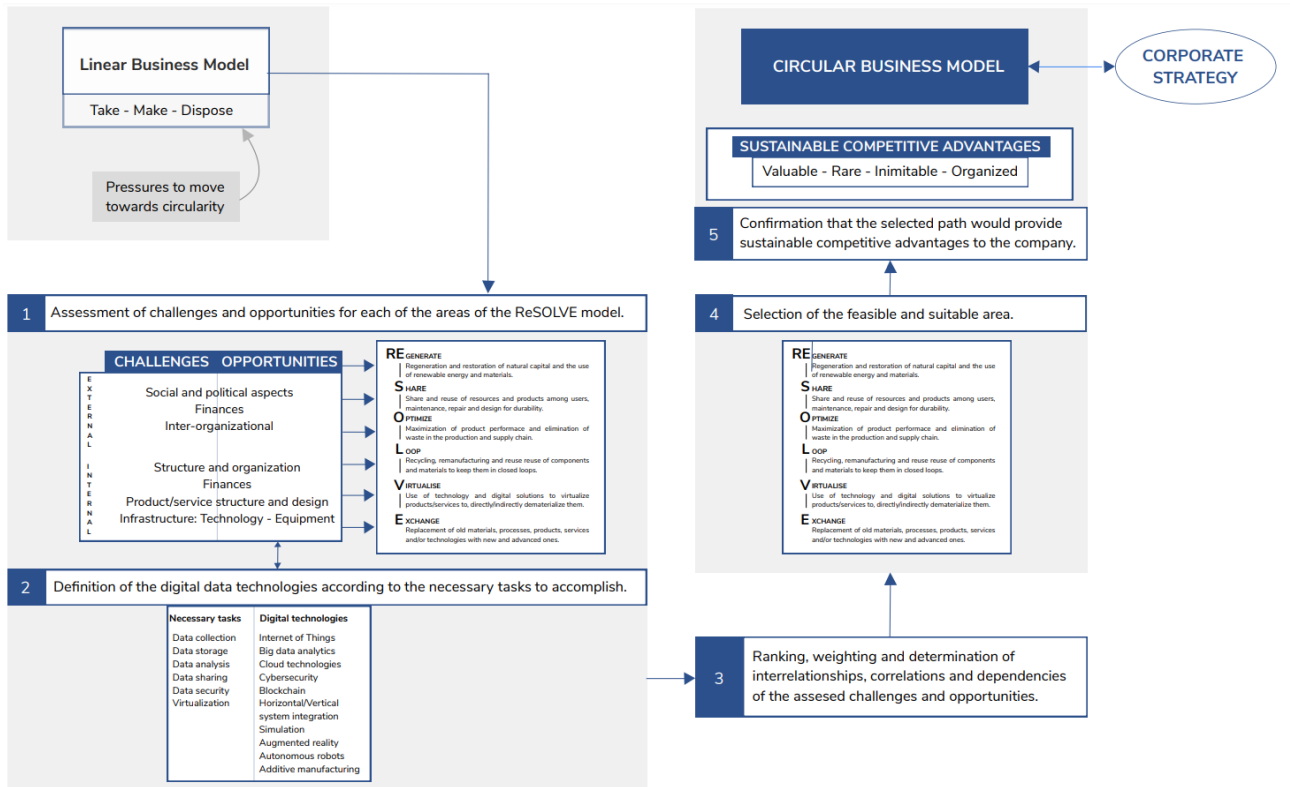 Linear Business Model
Take - Make - Dispose
Pressures to move
towards circularity
1
Assessment of challenges and opportunities for each of the areas of the ReSOLVE model.
CHALLENGES OPPORTUNITIES
EXTERNAL
Social and political aspects
Finances
Inter-organizational
INTERNAL
Structure and organization
Finances
Product/service structure and design
Infrastructure: Technology - Equipment
REGENERATE
Regeneration and restoration of natural capital and the use
of renewable energy and materials.
SHARE
Share and reuse of resources and products among users,
maintenance, repair and design for durability.
OPTIMIZE
Maximization of product performace and elimination of
waste in the production and supply chain.
LOOP
Recycling, remanufacturing and reuse reuse of components
and materials to keep them in closed loops.
VIRTUALISE
Use of technology and digital solutions to virtualize
products/services to, directly/indirectly dematerialize them.
EXCHANGE
Replacement of old materials, processes, products, services
and/or technologies with new and advanced ones.
2
Definition of the digital data technologies according to the necessary tasks to accomplish.
Necessary tasks
Data collection
Data storage
Data analysis
Data sharing
Data security
Virtualization
Digital technologies
Internet of Things
Big data analytics
Cloud technologies
Cybersecurity
Blockchain
Horizontal/Vertical
system integration
Simulation
Augmented reality
Autonomous robots
Additive manufacturing
3
Ranking, weighting and determination of
interrelationships, correlations and dependencies
of the assesed challenges and opportunities.
4
Selection of the feasible and suitable area.
REGENERATE
Regeneration and restoration of natural capital and the use
of renewable energy and materials.
SHARE
Share and reuse of resources and products among users,
maintenance, repair and design for durability.
OPTIMIZE
Maximization of product performace and elimination of
waste in the production and supply chain.
LOOP
Recycling, remanufacturing and reuse reuse of components
and materials to keep them in closed loops.
VIRTUALISE
Use of technology and digital solutions to virtualize
products/services to, directly/indirectly dematerialize them.
EXCHANGE
Replacement of old materials, processes, products, services
and/or technologies with new and advanced ones.
5
Confirmation that the selected path would provide
sustainable competitive advantages to the company.
SUSTAINABLE COMPETITIVE ADVANTAGES
Valuable - Rare - Inimitable - Organized
CIRCULAR BUSINESS MODEL
CORPORATE
STRATEGY